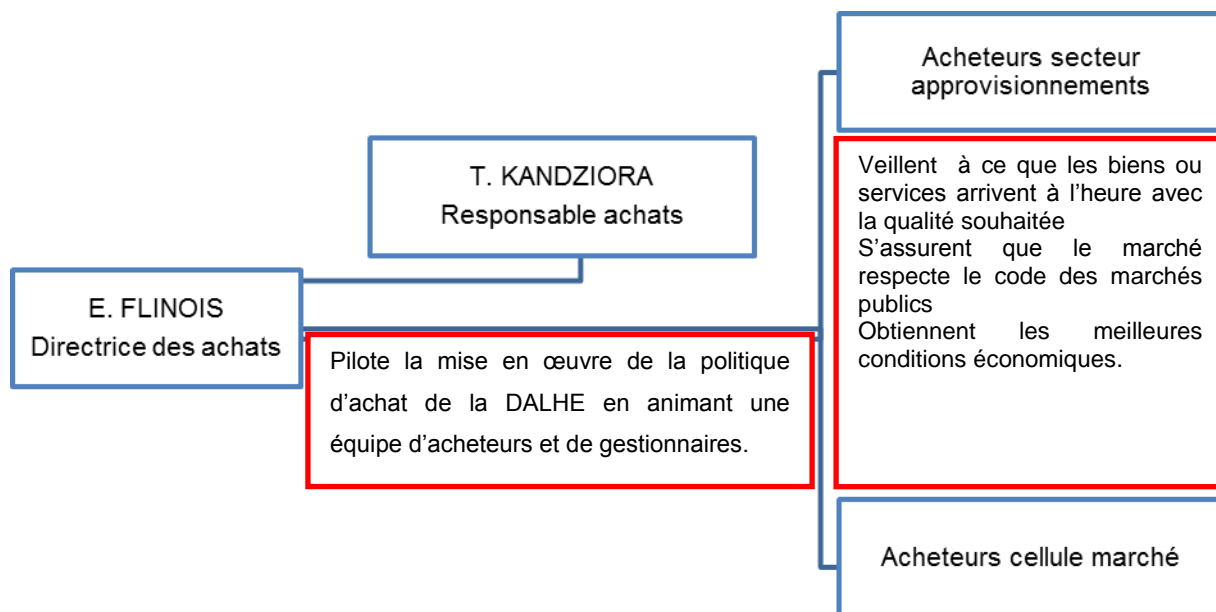 E. FLINOIS
Directrice des achats
T. KANDZIORA
Responsable achats
Pilote la mise en œuvre de la politique
d’achat de la DALHE en animant une
équipe d’acheteurs et de gestionnaires.
Acheteurs secteur
approvisionnements
Veillent à ce que les biens ou
services arrivent à l’heure avec
la qualité souhaitée
S’assurent que le marché
respecte le code des marchés
publics
Obtiennent les meilleures
conditions économiques.
Acheteurs cellule marché